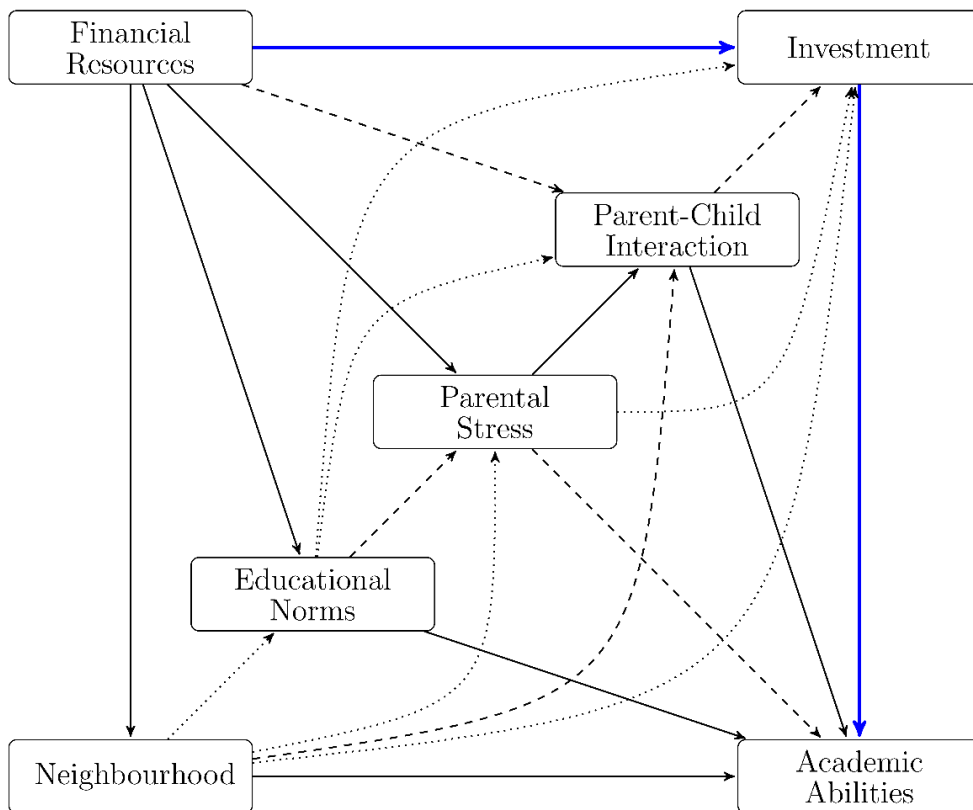 Financial
Resources
Investment
Parent-Child
Interaction
Parental
Stress
Educational
Norms
Neighbourhood
Academic
Abilities